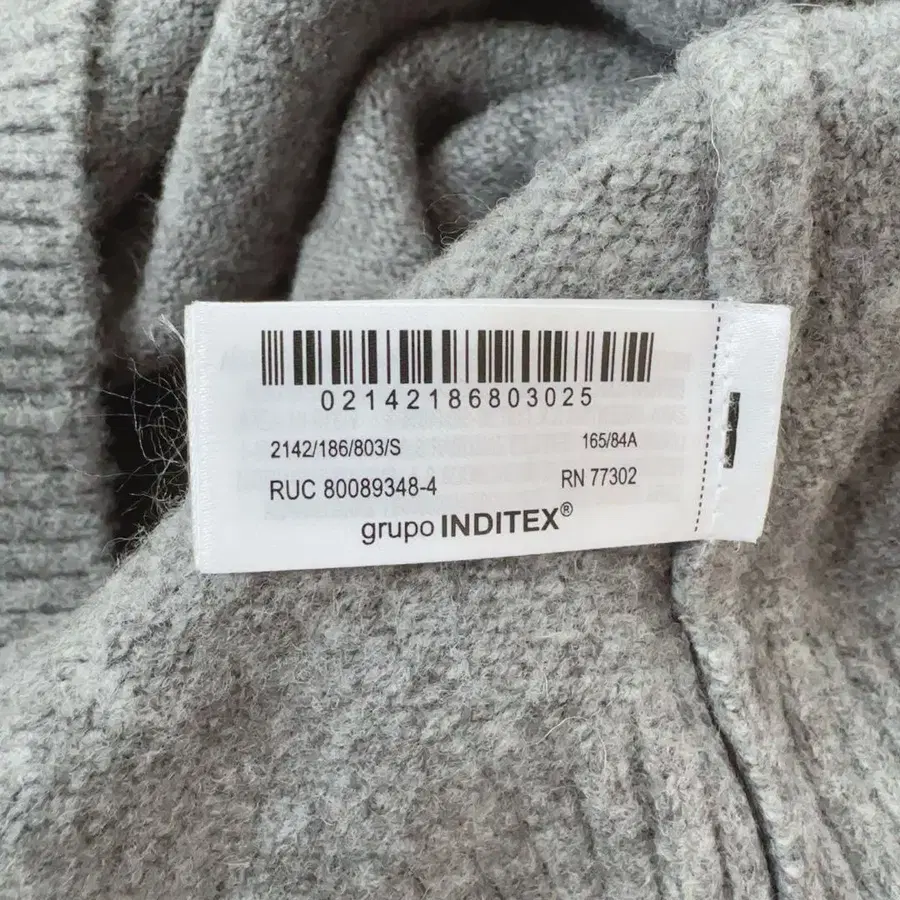 02142186803025
2142/186/803/S 165/84A
RUC 80089348-4 RN 77302
grupo INDITEX®